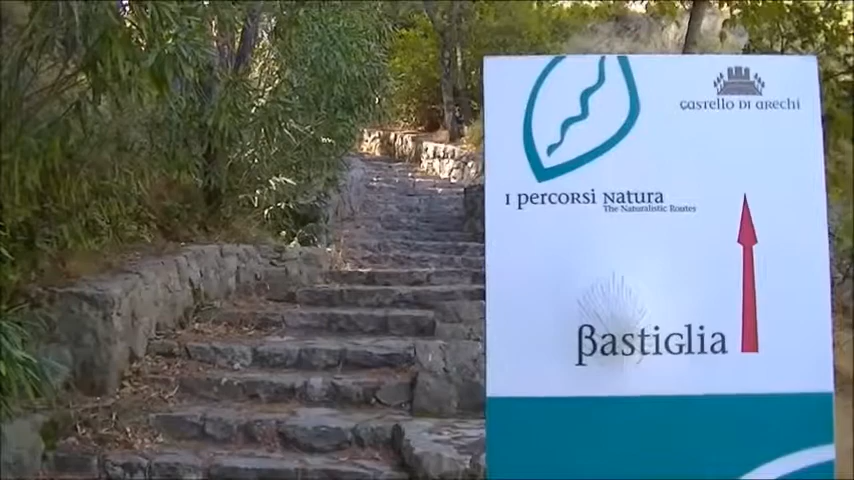 CASTELLO DI ARECHI
I PERCORSI NATURA
The Naturalistic Routes
Bastiglia